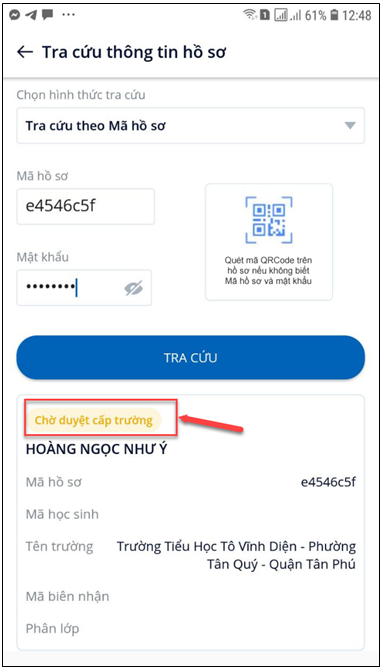 61% 12:48
Tra cứu thông tin hồ sơ
Chọn hình thức tra cứu
Tra cứu theo Mã hồ sơ
Mã hồ sơ
e4546c5f
Quét mã QRCode trên
hồ sơ nếu không biết
Mã hồ sơ và mật khẩu
Mật khẩu
••••••••
TRA CỨU
Chờ duyệt cấp trường
HOÀNG NGỌC NHƯ Ý
Mã hồ sơ e4546c5f
Mã học sinh
Tên trường Trường Tiểu Học Tô Vĩnh Diện - Phường
Tân Quý - Quận Tân Phú
Mã biên nhận
Phân lớp